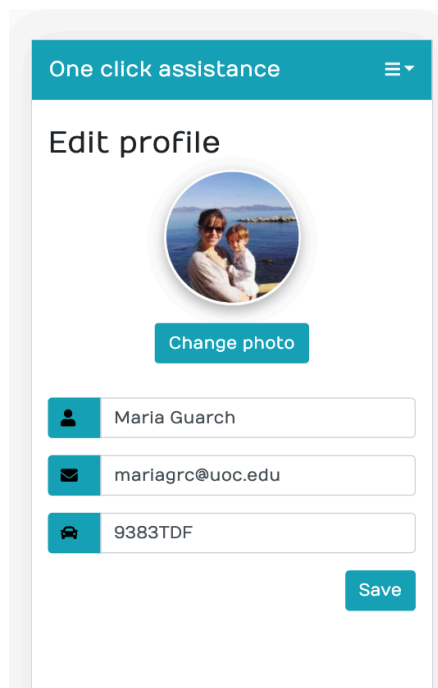 One click assistance
Edit profile
Change photo
Maria Guarch
mariagrc@uoc.edu
9383TDF
Save